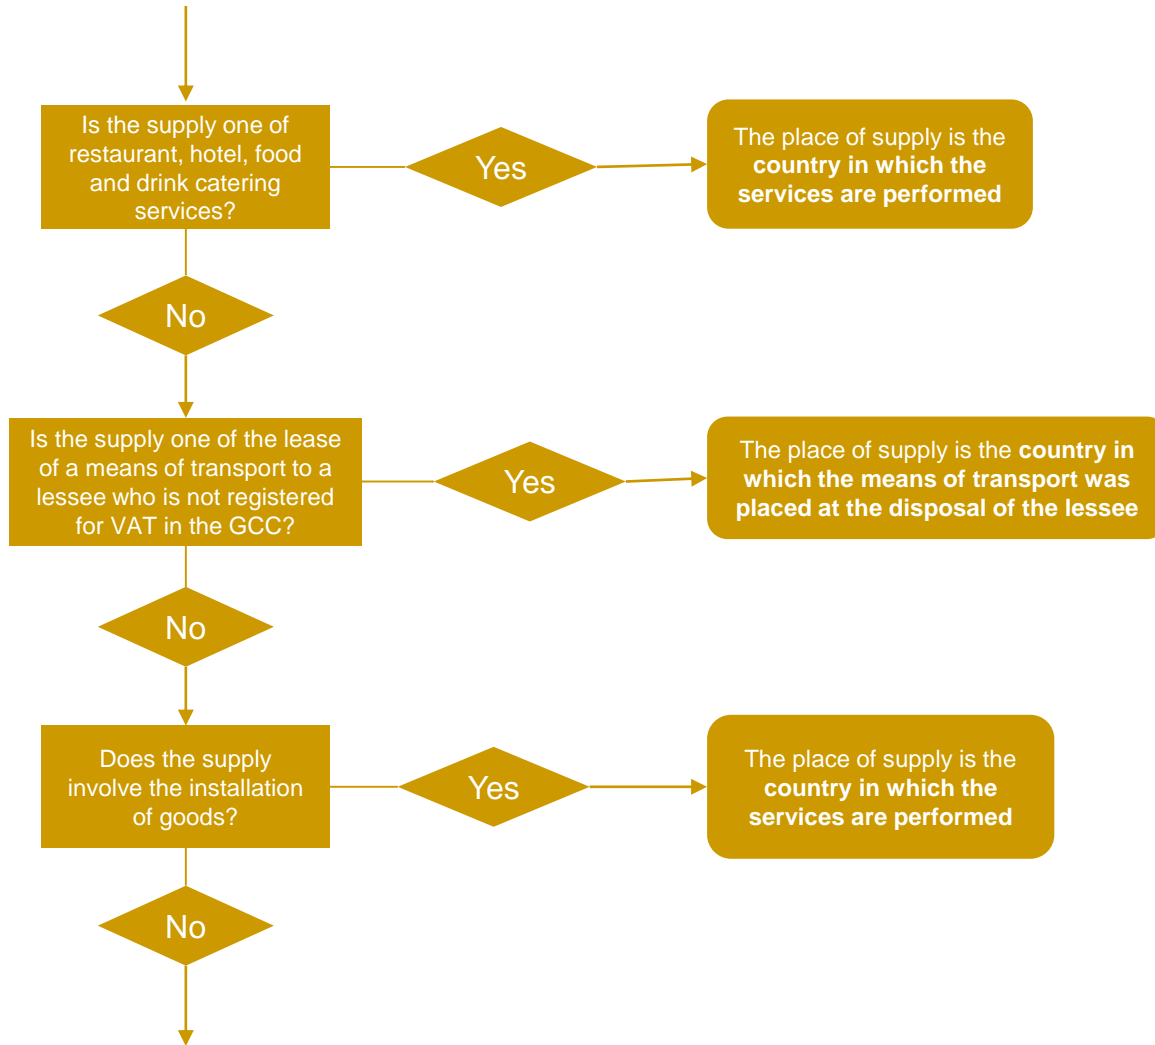 Is the supply one of
restaurant, hotel, food
and drink catering
services?
Yes
The place of supply is the
country in which the
services are performed
No
Is the supply one of the lease
of a means of transport to a
lessee who is not registered
for VAT in the GCC?
Yes
The place of supply is the country in
which the means of transport was
placed at the disposal of the lessee
No
Does the supply
involve the installation
of goods?
Yes
The place of supply is the
country in which the
services are performed
No